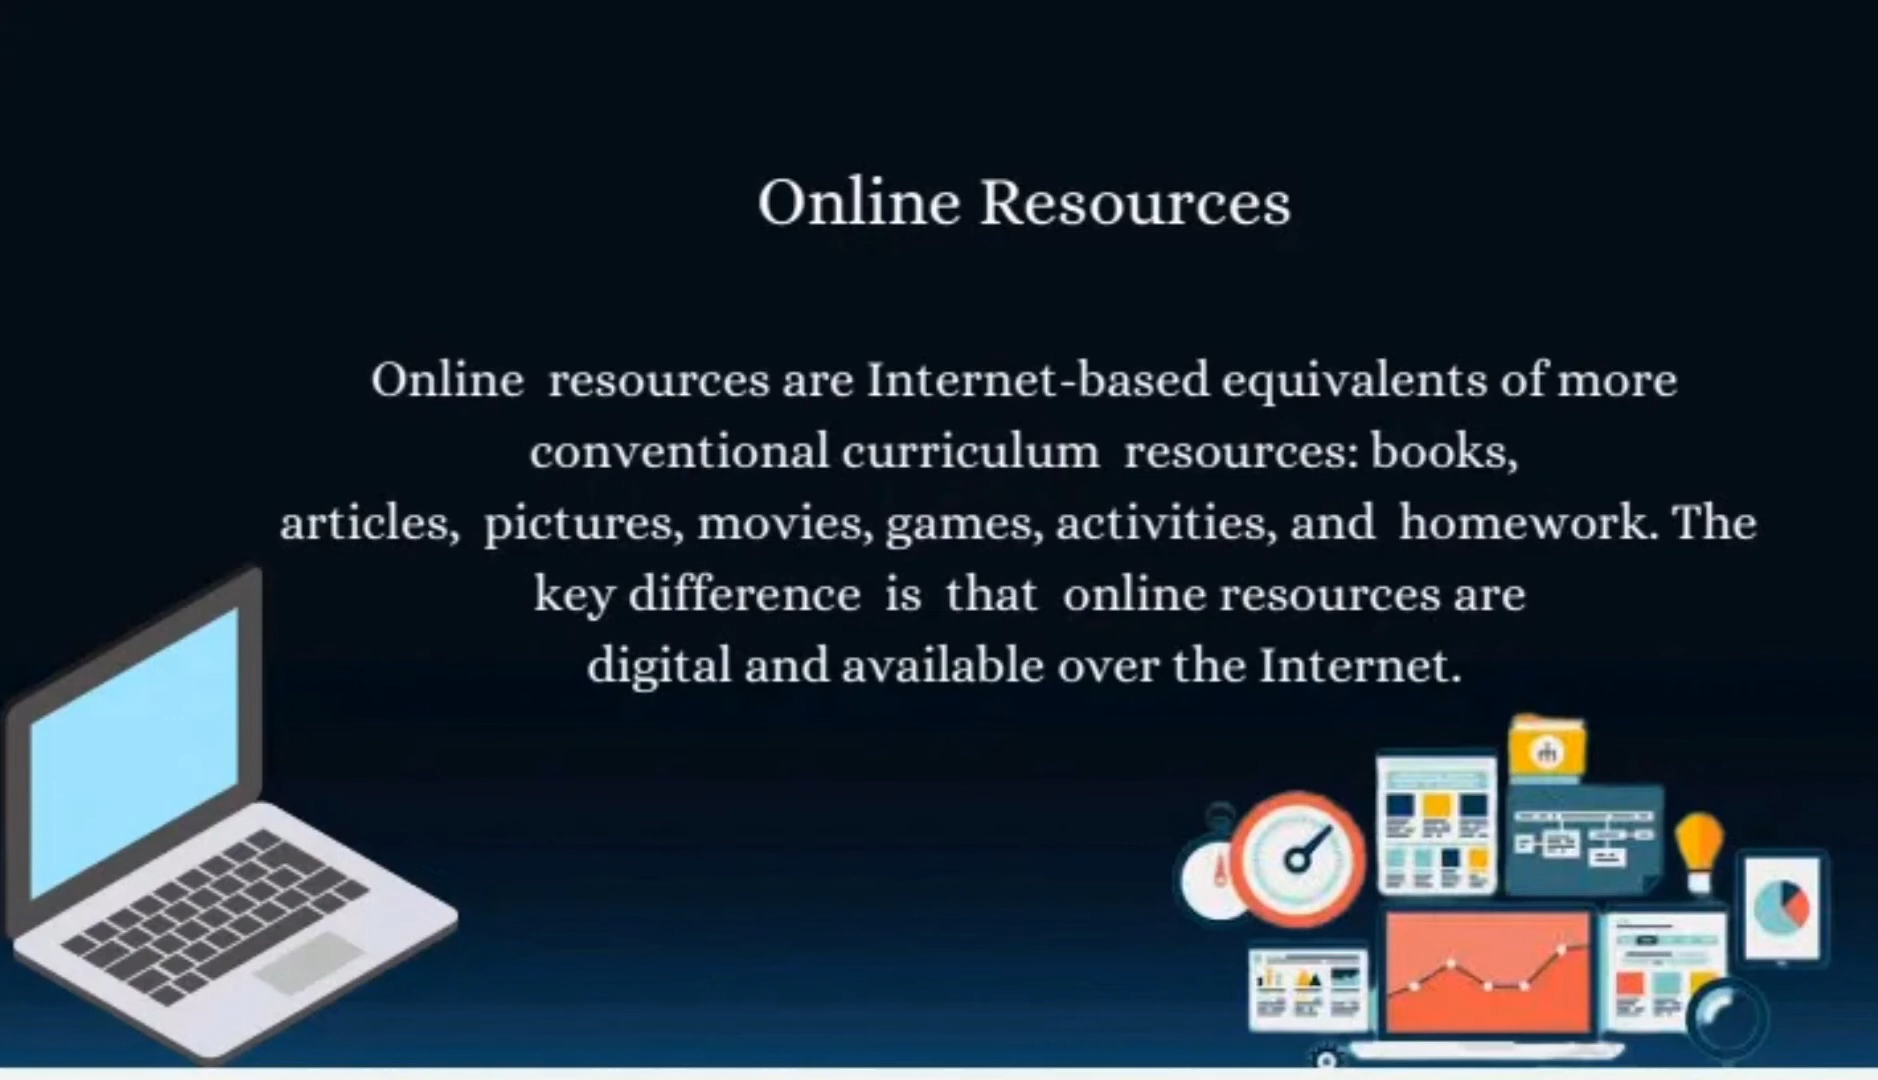 Online Resources
Online resources are Internet-based equivalents of more
conventional curriculum resources: books,
articles, pictures, movies, games, activities, and homework. The
key difference is that online resources are
digital and available over the Internet.